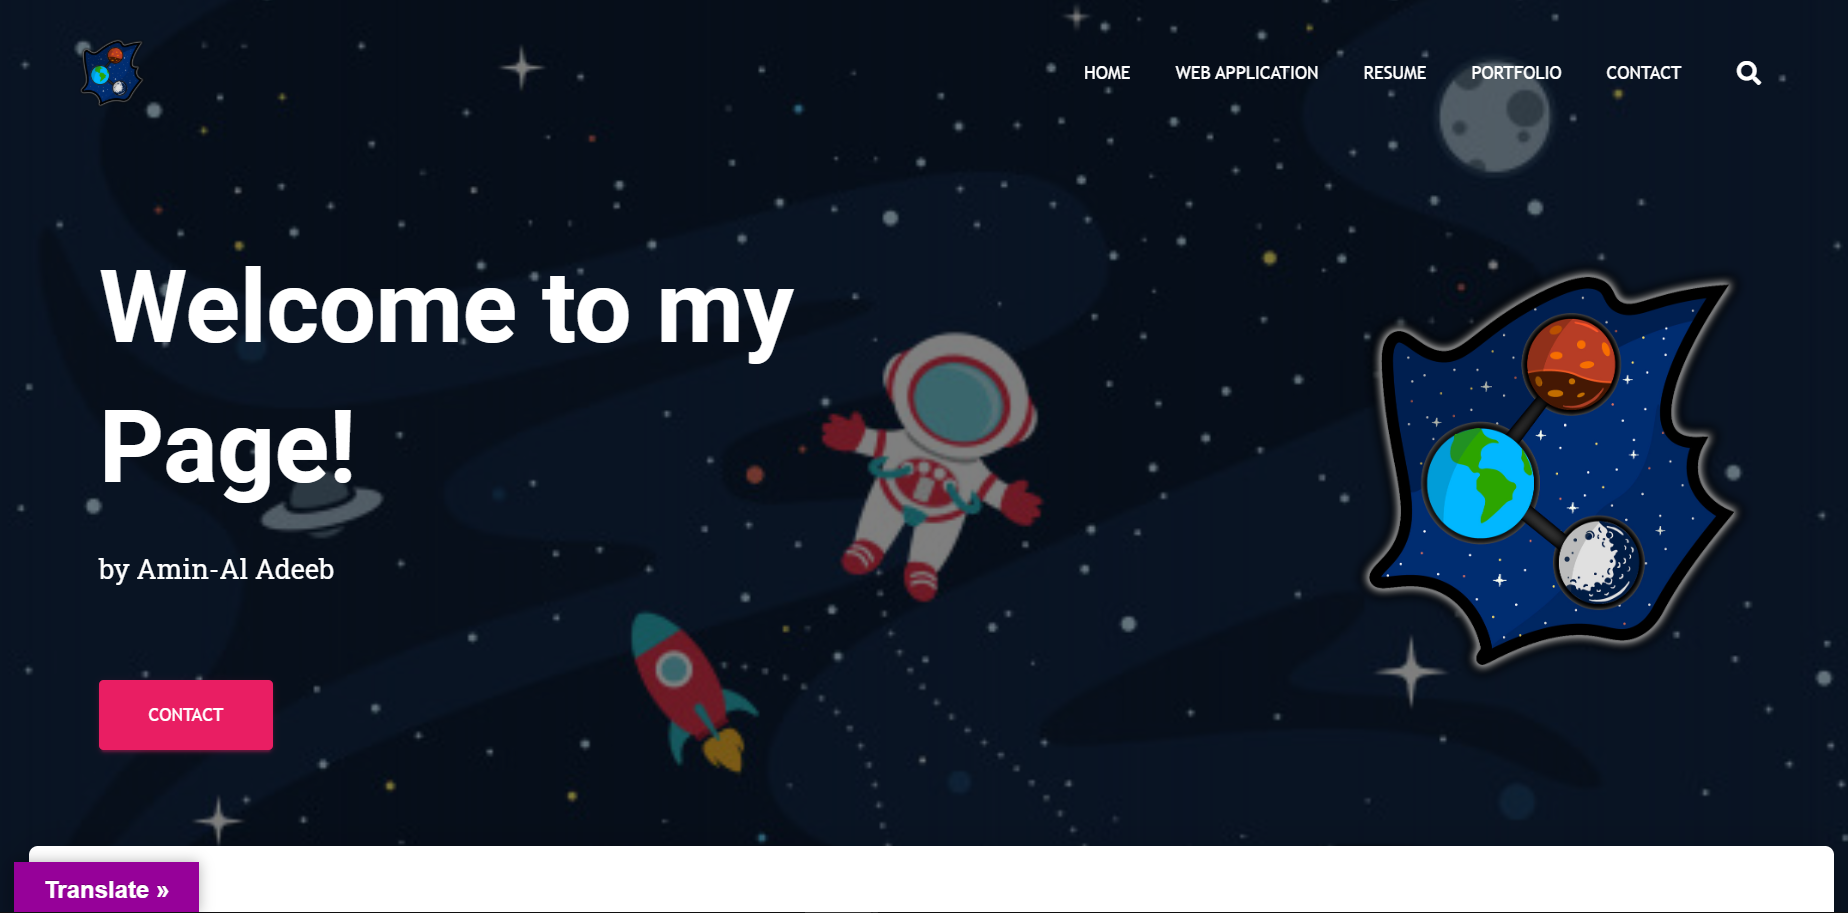 HOME WEB APPLICATION RESUME PORTFOLIO CONTACT
Welcome to my
Page!
by Amin-Al Adeeb
CONTACT
Translate »